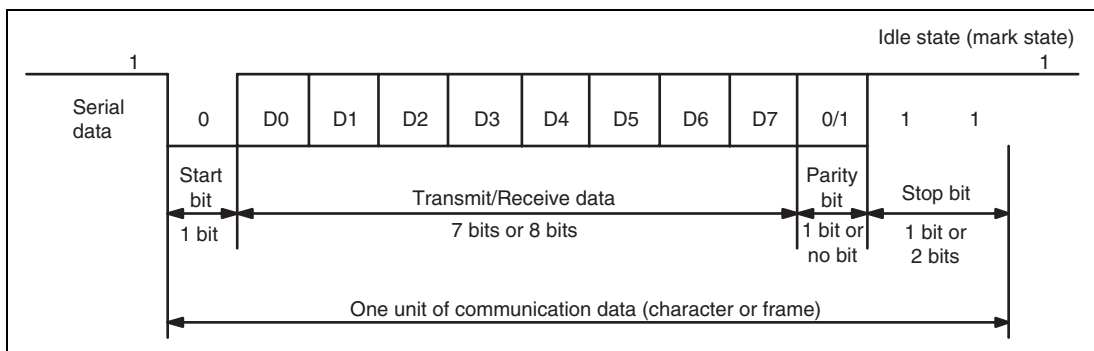 Idle state (mark state)
1
1
Serial
data
0
D0
D1
D2
D3
D4
D5
D6
D7
0/1
1
1
Start
bit
1 bit
Transmit/Receive data
7 bits or 8 bits
Parity
bit
1 bit or
no bit
Stop bit
1 bit or
2 bits
One unit of communication data (character or frame)